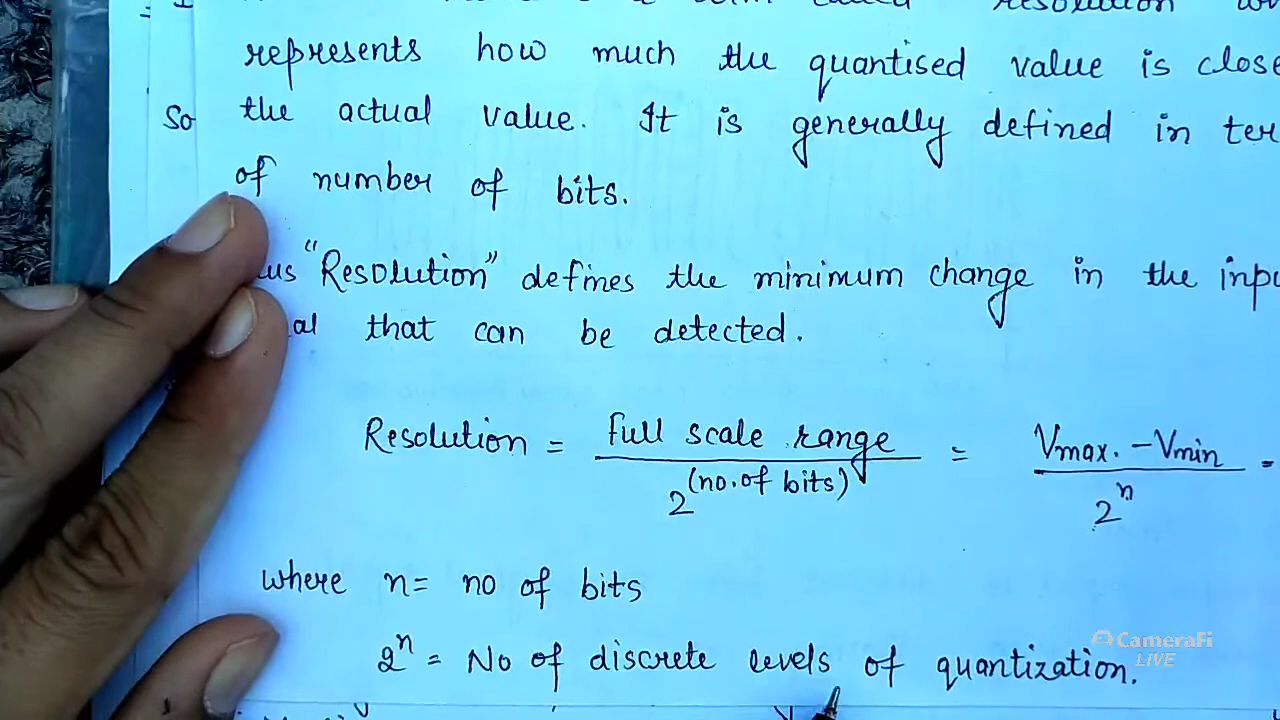 represents how much the quantised value is close
So the actual value. It is generally defined in ter
of number of bits.
us "Resolution" defines the minimum change in the inpu
al that can be detected.
Resolution = full scale range / 2^(no. of bits) = Vmax. - Vmin / 2^n =
where n = no of bits
2^n = No of discrete levels of quantization.
CameraFi
LIVE